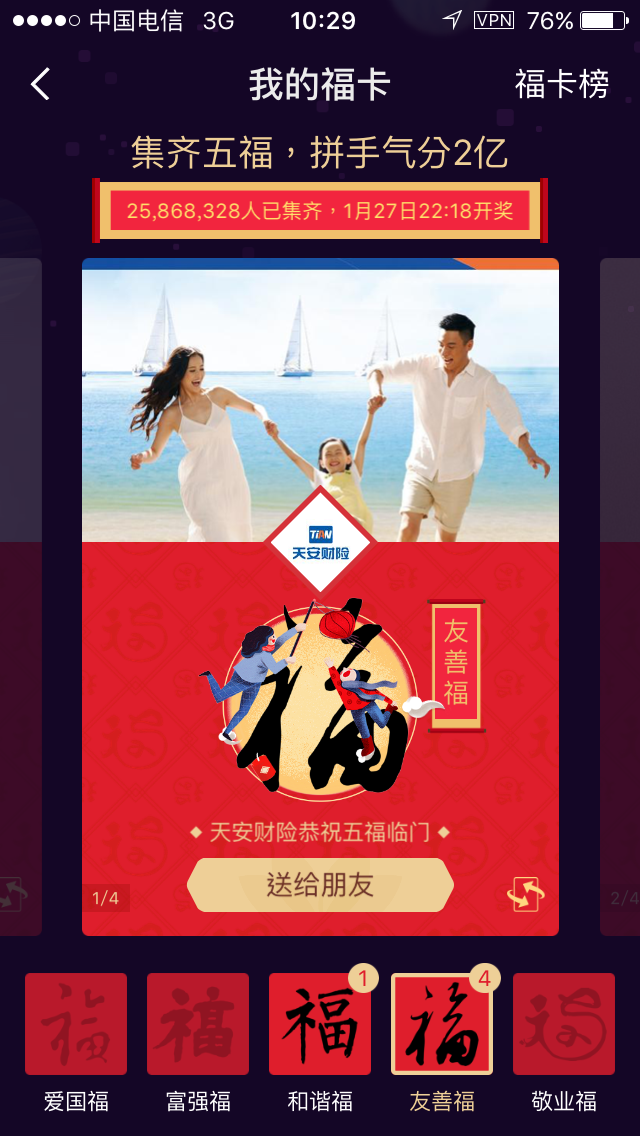 中国电信 3G 10:29 VPN 76%
我的福卡 福卡榜
集齐五福，拼手气分2亿
25,868,328人已集齐，1月27日22:18开奖
TIAN
天安财险
福
友善福
◆ 天安财险恭祝五福临门 ◆
送给朋友
1/4
2/4
福 福 福 1 福 4 福
爱国福 富强福 和谐福 友善福 敬业福